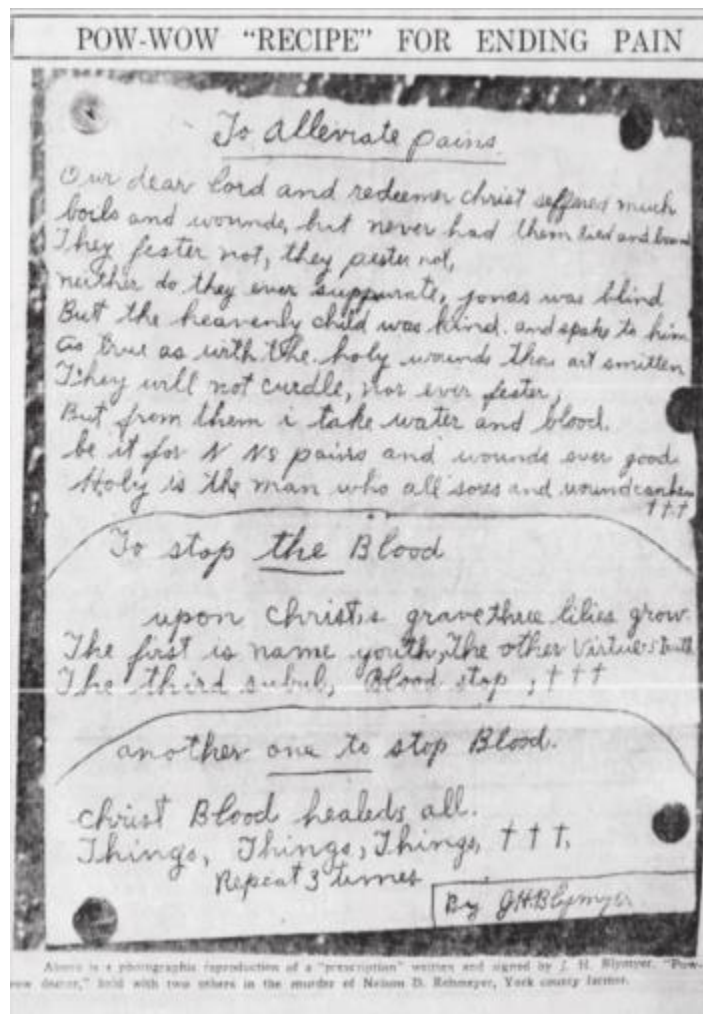 POW-WOW "RECIPE" FOR ENDING PAIN
To Alleviate pains.
Our dear lord and redeemer christ seffered much
boils and wounds, but never had them tied and bound
They fester not, they pester not,
neither do they ever suppurate, jonas was blind
But the heavenly child was kind. and spake to him
as true as with the holy wounds thou art smitten
They will not curdle, nor ever fester,
But from them i take water and blood.
be it for N Ns pains and wounds ever good
Holy is the man who all sores and wounds
† † †
To stop the Blood
upon christ,s grave three lilies grow.
The first is name youth, The other Virtues
The third subul, Blood stop , † † †
another one to stop Blood.
christ Blood healeds all.
Things, Things, Things, † † †,
Repeat 3 times
By J.H.Blymyer.
Above is a photographic reproduction of a "prescription" written and signed by J. H. Blymyer, "Pow-
wow doctor," held with two others in the murder of Nelson D. Rehmeyer, York county farmer.